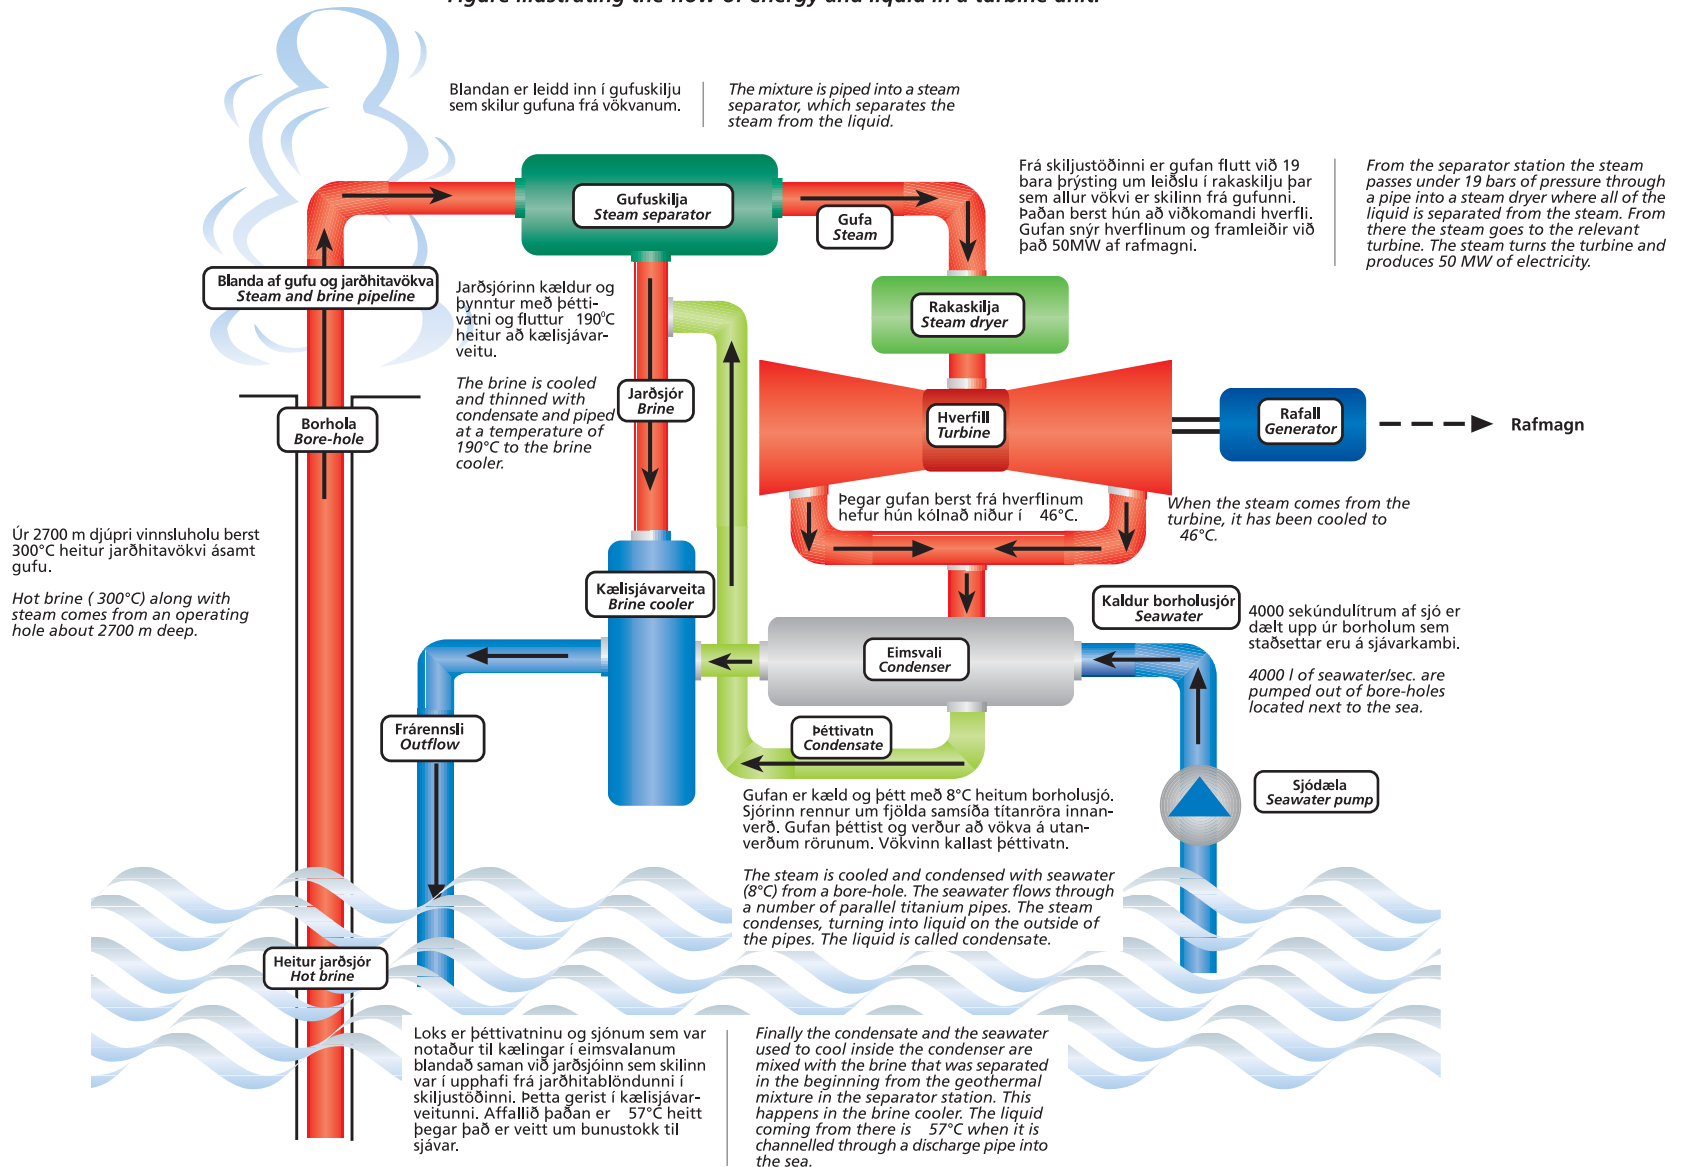 Figure illustrating the flow of energy and liquid in a turbine unit.
Blandan er leidd inn í gufuskilju
sem skilur gufuna frá vökvanum.
The mixture is piped into a steam
separator, which separates the
steam from the liquid.
Frá skiljustöðinni er gufan flutt við 19
bara þrýsting um leiðslu í rakaskilju þar
sem allur vökvi er skilinn frá gufunni.
Þaðan berst hún að viðkomandi hverfli.
Gufan snýr hverflinum og framleiðir við
það 50MW af rafmagni.
From the separator station the steam
passes under 19 bars of pressure through
a pipe into a steam dryer where all of the
liquid is separated from the steam. From
there the steam goes to the relevant
turbine. The steam turns the turbine and
produces 50 MW of electricity.
Gufuskilja
Steam separator
Gufa
Steam
Blanda af gufu og jarðhitavökva
Steam and brine pipeline
Jarðsjórinn kældur og
þynntur með þétti-
vatni og fluttur 190°C
heitur að kælisjávar-
veitu.
The brine is cooled
and thinned with
condensate and piped
at a temperature of
190°C to the brine
cooler.
Rakaskilja
Steam dryer
Jarðsjór
Brine
Borhola
Bore-hole
Hverfill
Turbine
Rafall
Generator
Rafmagn
Þegar gufan berst frá hverflinum
hefur hún kólnað niður í 46°C.
When the steam comes from the
turbine, it has been cooled to
46°C.
Úr 2700 m djúpri vinnsluholu berst
300°C heitur jarðhitavökvi ásamt
gufu.
Hot brine ( 300°C) along with
steam comes from an operating
hole about 2700 m deep.
Kælisjávarveita
Brine cooler
Kaldur borholusjór
Seawater
4000 sekúndulítrum af sjó er
dælt upp úr borholum sem
staðsettar eru á sjávarkambi.
4000 l of seawater/sec. are
pumped out of bore-holes
located next to the sea.
Eimsvali
Condenser
Frárennsli
Outflow
Þéttivatn
Condensate
Sjódæla
Seawater pump
Gufan er kæld og þétt með 8°C heitum borholusjó.
Sjórinn rennur um fjölda samsíða títanröra innan-
verð. Gufan þéttist og verður að vökva á utan-
verðum rörunum. Vökvinn kallast þéttivatn.
The steam is cooled and condensed with seawater
(8°C) from a bore-hole. The seawater flows through
a number of parallel titanium pipes. The steam
condenses, turning into liquid on the outside of
the pipes. The liquid is called condensate.
Heitur jarðsjór
Hot brine
Loks er þéttivatninu og sjónum sem var
notaður til kælingar í eimsvalanum
blandað saman við jarðsjóinn sem skilinn
var í upphafi frá jarðhitablöndunni í
skiljustöðinni. Þetta gerist í kælisjávar-
veitunni. Affallið þaðan er 57°C heitt
þegar það er veitt um bunustokk til
sjávar.
Finally the condensate and the seawater
used to cool inside the condenser are
mixed with the brine that was separated
in the beginning from the geothermal
mixture in the separator station. This
happens in the brine cooler. The liquid
coming from there is 57°C when it is
channelled through a discharge pipe into
the sea.